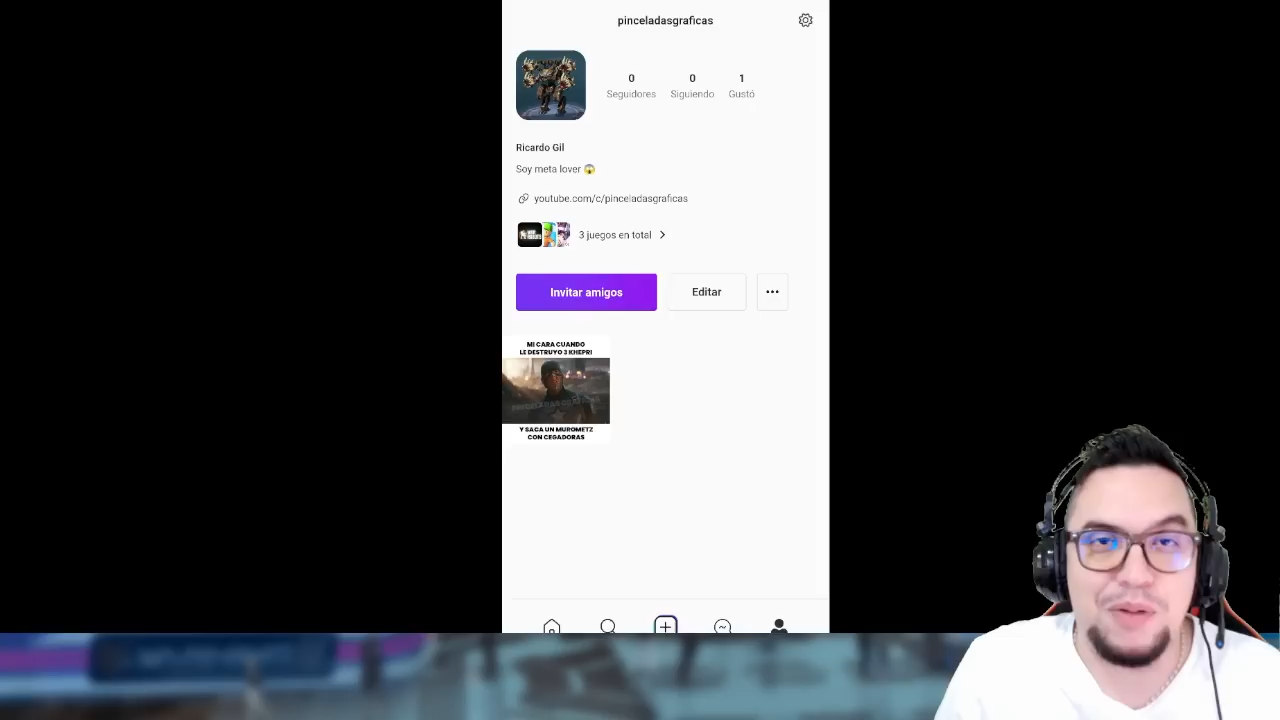 pinceladasgraficas
0
0
1
Seguidores
Siguiendo
Gustó
Ricardo Gil
Soy meta lover 😱
youtube.com/c/pinceladasgraficas
3 juegos en total
Invitar amigos
Editar
MI CARA CUANDO
LE DESTRUYO 3 KHEPRI
Y SACA UN MUROMETZ
CON CEGADORAS